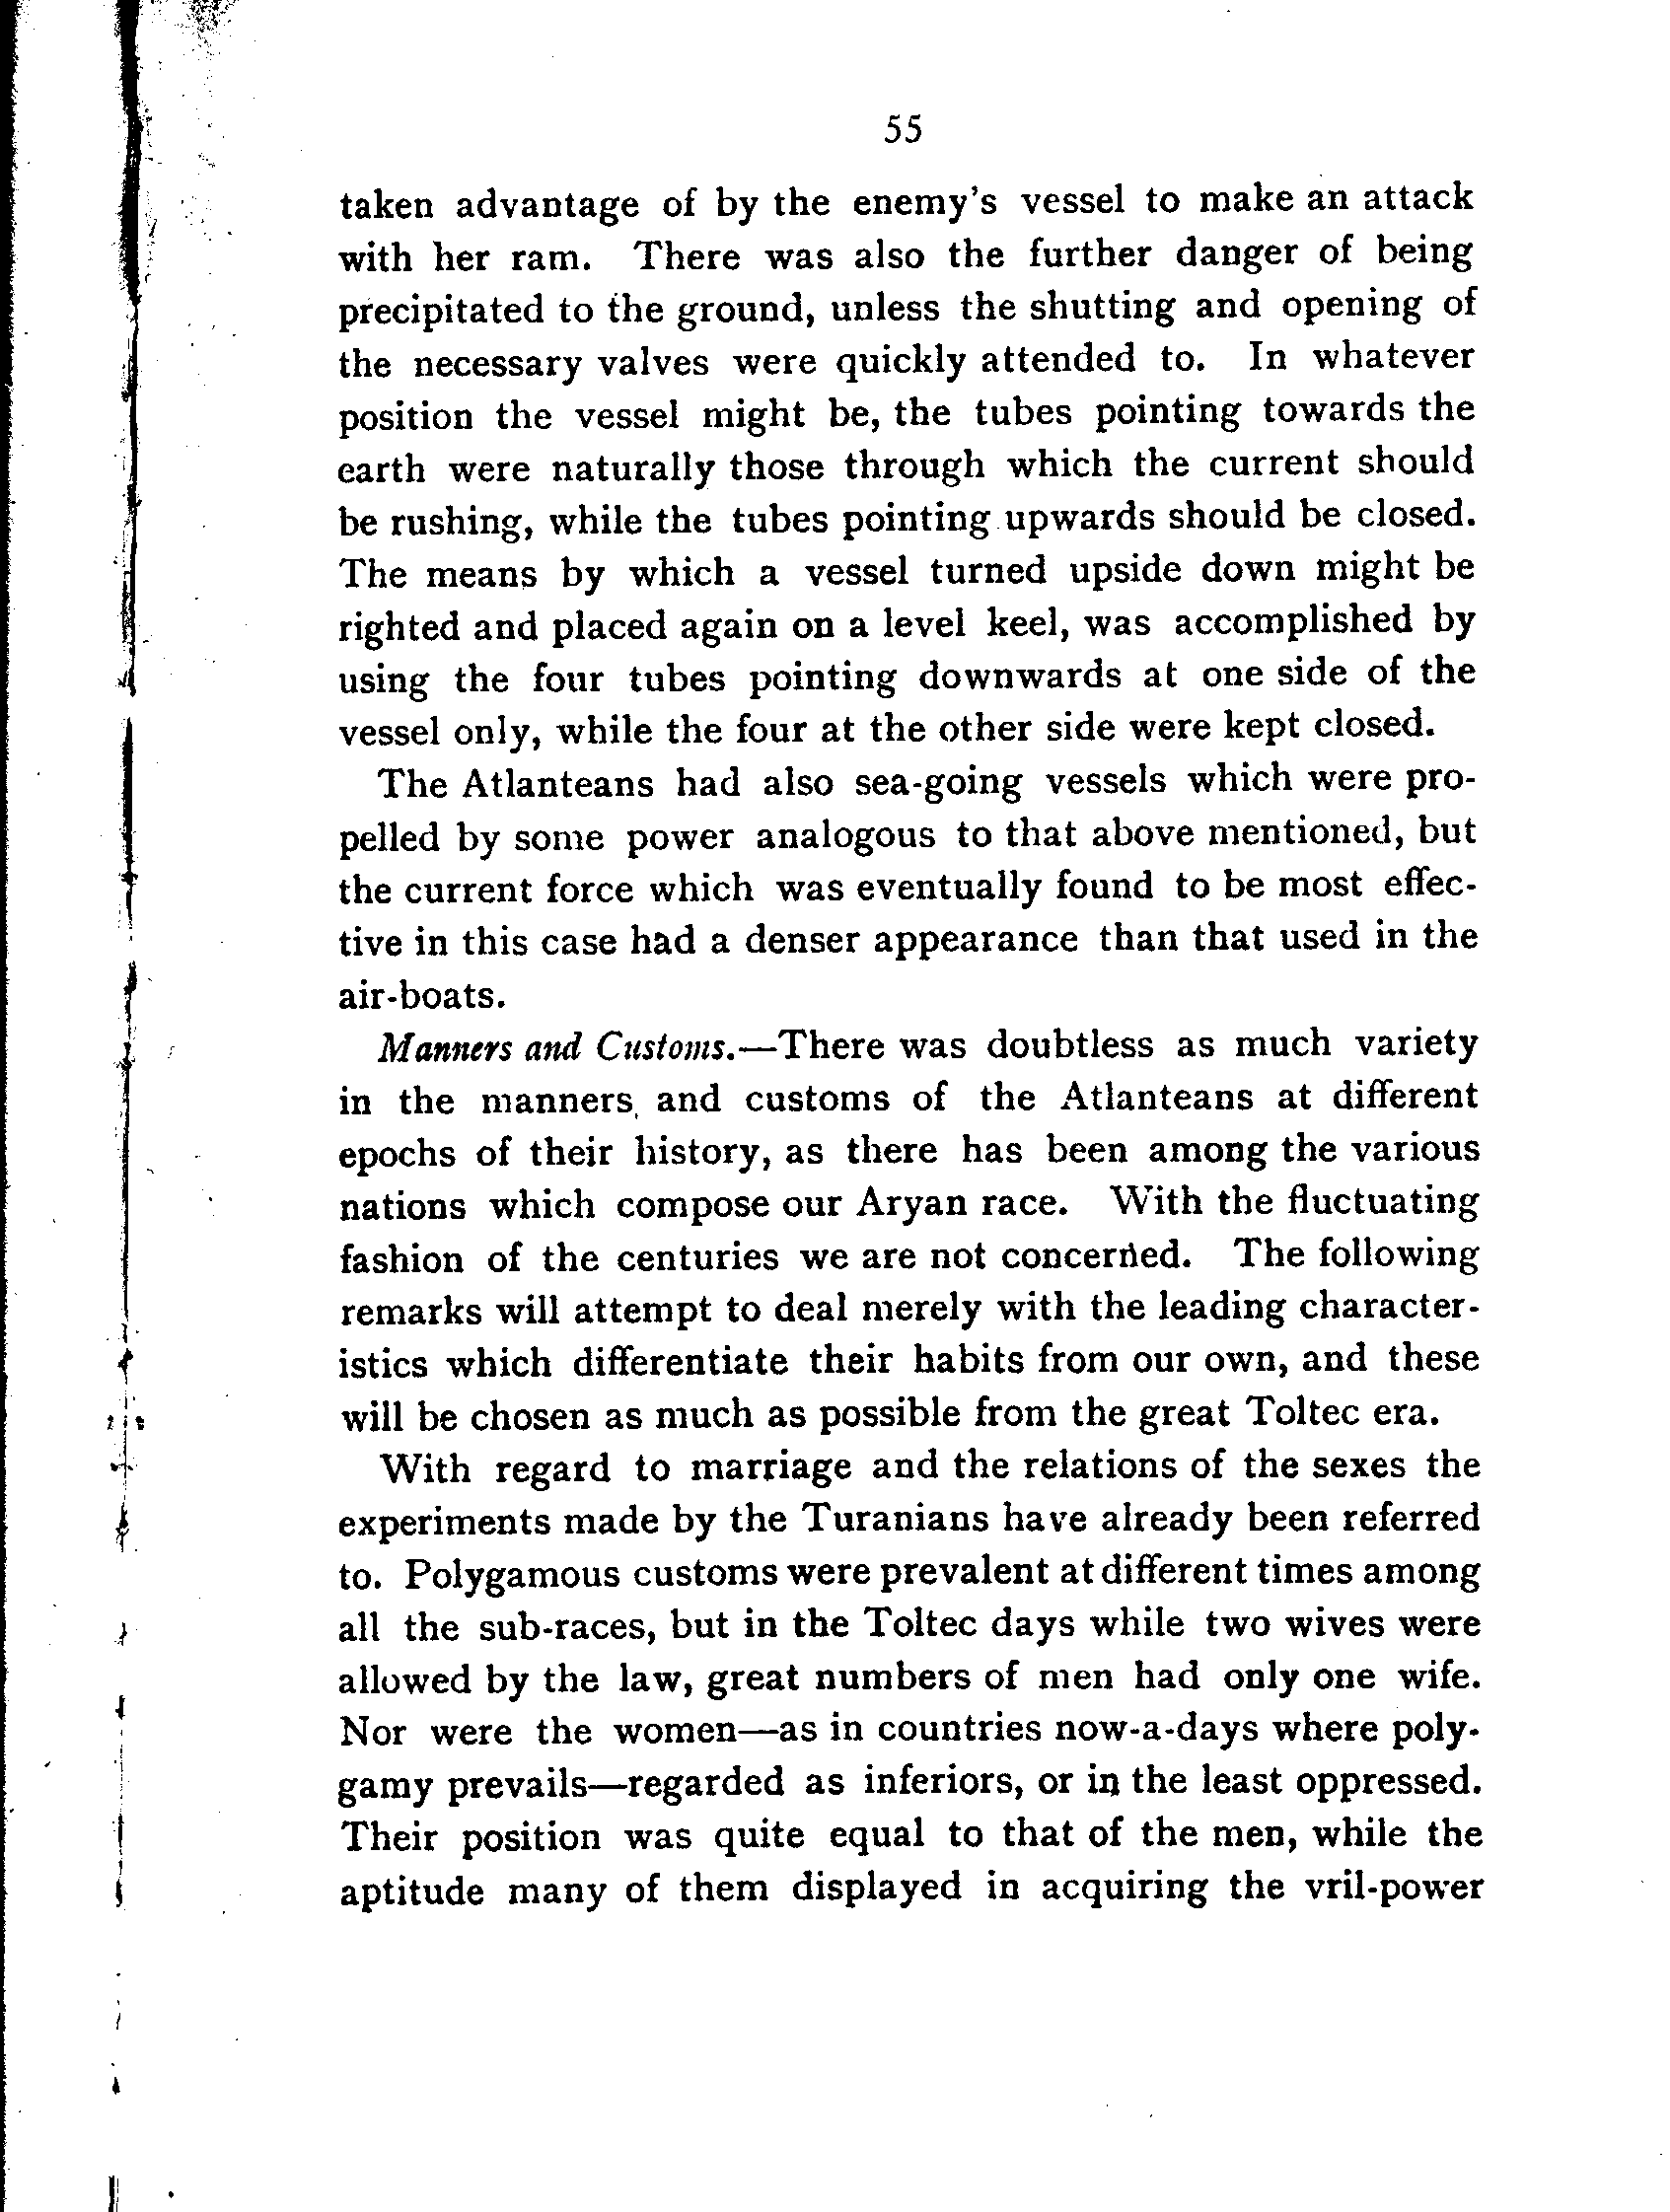 55
taken advantage of by the enemy's vessel to make an attack
with her ram. There was also the further danger of being
precipitated to the ground, unless the shutting and opening of
the necessary valves were quickly attended to. In whatever
position the vessel might be, the tubes pointing towards the
earth were naturally those through which the current should
be rushing, while the tubes pointing upwards should be closed.
The means by which a vessel turned upside down might be
righted and placed again on a level keel, was accomplished by
using the four tubes pointing downwards at one side of the
vessel only, while the four at the other side were kept closed.
The Atlanteans had also sea-going vessels which were pro-
pelled by some power analogous to that above mentioned, but
the current force which was eventually found to be most effec-
tive in this case had a denser appearance than that used in the
air-boats.
Manners and Customs.—There was doubtless as much variety
in the manners and customs of the Atlanteans at different
epochs of their history, as there has been among the various
nations which compose our Aryan race. With the fluctuating
fashion of the centuries we are not concerned. The following
remarks will attempt to deal merely with the leading character-
istics which differentiate their habits from our own, and these
will be chosen as much as possible from the great Toltec era.
With regard to marriage and the relations of the sexes the
experiments made by the Turanians have already been referred
to. Polygamous customs were prevalent at different times among
all the sub-races, but in the Toltec days while two wives were
allowed by the law, great numbers of men had only one wife.
Nor were the women—as in countries now-a-days where poly-
gamy prevails—regarded as inferiors, or in the least oppressed.
Their position was quite equal to that of the men, while the
aptitude many of them displayed in acquiring the vril-power